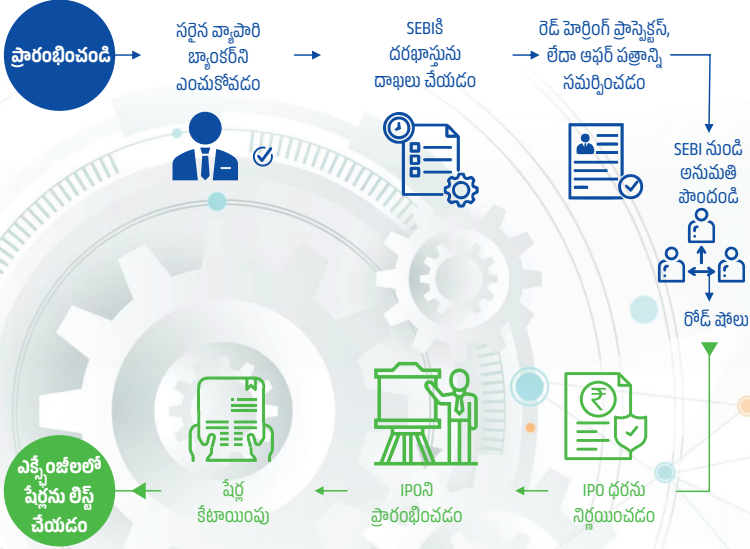 ప్రారంభించండి
సరైన వ్యాపారి
బ్యాంకర్‌ని
ఎంచుకోవడం
SEBIకి
దరఖాస్తును
దాఖలు చేయడం
రెడ్ హెర్రింగ్ ప్రాస్పెక్టస్,
లేదా ఆఫర్ పత్రాన్ని
సమర్పించడం
SEBI నుండి
అనుమతి
పొందండి
రోడ్ షోలు
IPO ధరను
నిర్ణయించడం
IPOని
ప్రారంభించడం
షేర్ల
కేటాయింపు
ఎక్స్ఛేంజీలలో
షేర్లను లిస్ట్
చేయడం